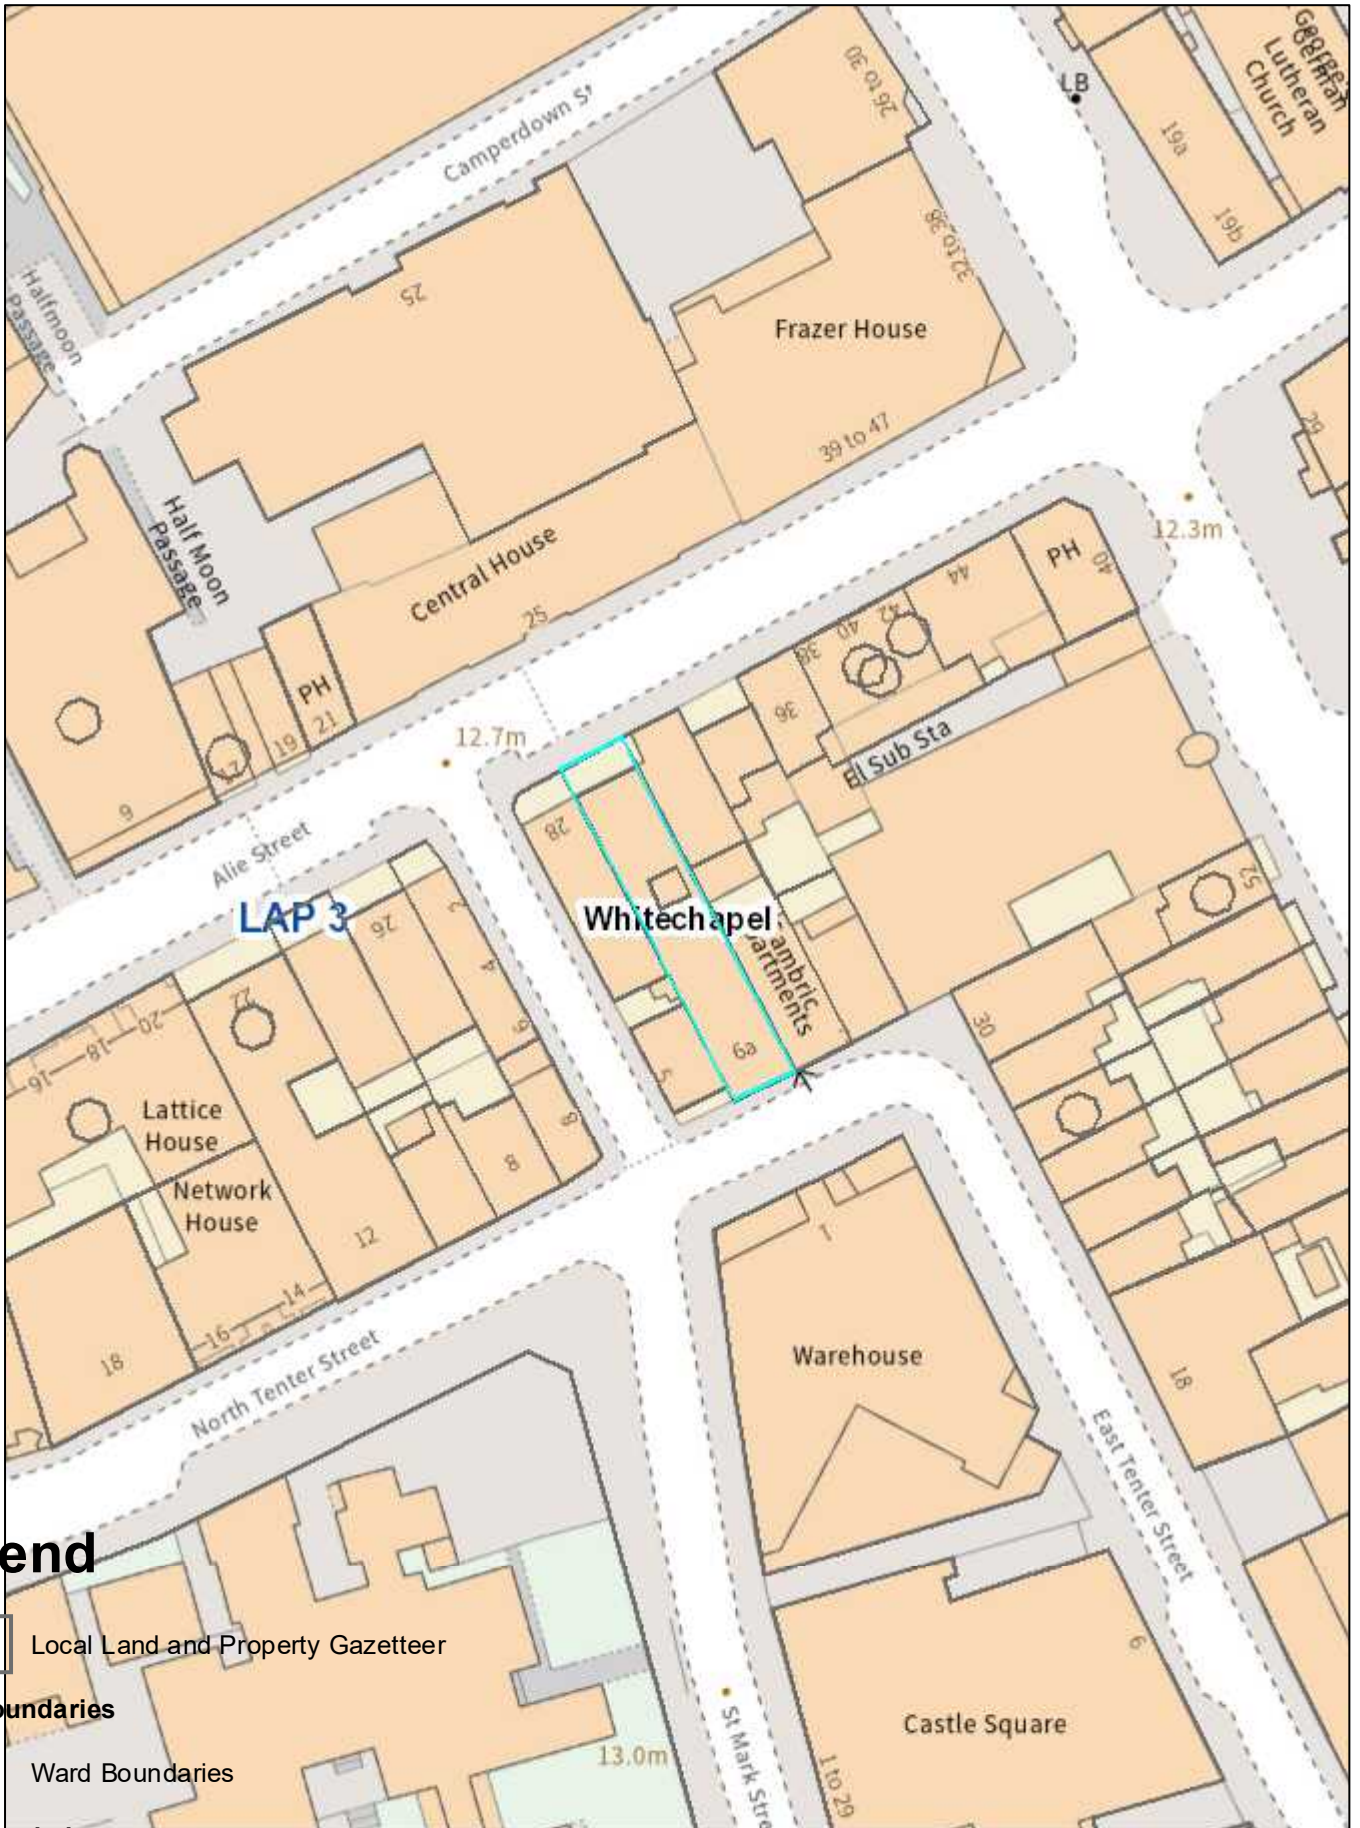 26 to 30
LB
George's
German
Lutheran
Church
19a
19b
Camperdown St
32 to 38
25
Halfmoon
Passage
Frazer House
39 to 47
29
Half Moon
Passage
12.3m
PH
40
44
42
40
38
36
Central House
25
PH
21
19
17
9
12.7m
El Sub Sta
Alie Street
28
LAP 3
Whitechapel
52
26
2
4
6
22
20
18
16
30
69
5
Lattice
House
Network
House
12
8
14
16
18
1
Warehouse
18
North Tenter Street
East Tenter Street
end
Local Land and Property Gazetteer
oundaries
Ward Boundaries
13.0m
St Mark Stre
Castle Square
6
1 to 29